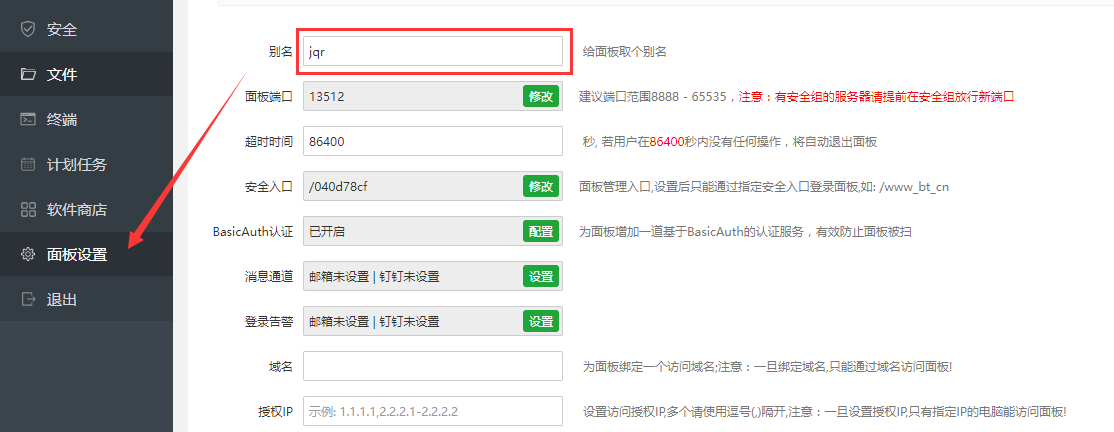 安全
文件
终端
计划任务
软件商店
面板设置
退出
别名 jqr 给面板取个别名
面板端口 13512 修改 建议端口范围8888 - 65535，注意：有安全组的服务器请提前在安全组放行新端口
超时时间 86400 秒, 若用户在86400秒内没有任何操作，将自动退出面板
安全入口 /040d78cf 修改 面板管理入口,设置后只能通过指定安全入口登录面板,如: /www_bt_cn
BasicAuth认证 已开启 配置 为面板增加一道基于BasicAuth的认证服务，有效防止面板被扫
消息通道 邮箱未设置 | 钉钉未设置 设置
登录告警 邮箱未设置 | 钉钉未设置 设置
域名 为面板绑定一个访问域名;注意：一旦绑定域名,只能通过域名访问面板!
授权IP 示例: 1.1.1.1,2.2.2.1-2.2.2.2 设置访问授权IP,多个请使用逗号(,)隔开,注意：一旦设置授权IP,只有指定IP的电脑能访问面板!